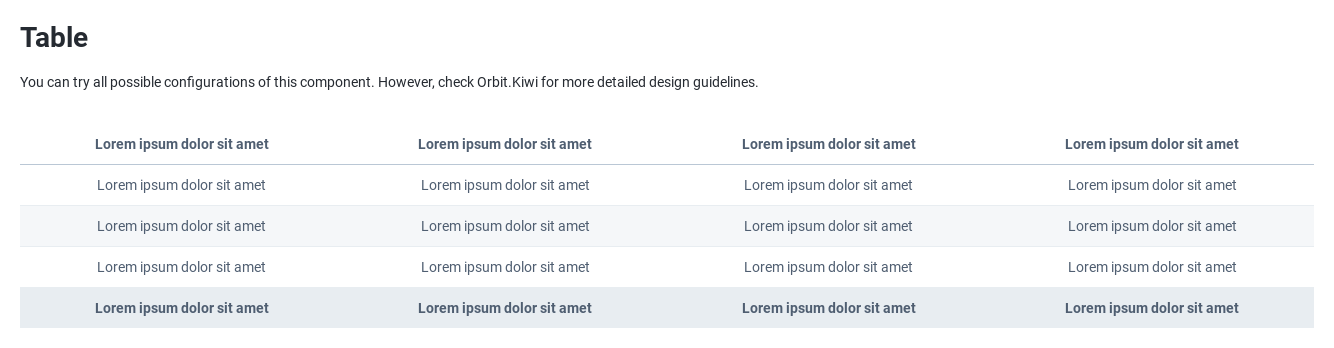 Table
You can try all possible configurations of this component. However, check Orbit.Kiwi for more detailed design guidelines.
Lorem ipsum dolor sit amet Lorem ipsum dolor sit amet Lorem ipsum dolor sit amet Lorem ipsum dolor sit amet
Lorem ipsum dolor sit amet Lorem ipsum dolor sit amet Lorem ipsum dolor sit amet Lorem ipsum dolor sit amet
Lorem ipsum dolor sit amet Lorem ipsum dolor sit amet Lorem ipsum dolor sit amet Lorem ipsum dolor sit amet
Lorem ipsum dolor sit amet Lorem ipsum dolor sit amet Lorem ipsum dolor sit amet Lorem ipsum dolor sit amet
Lorem ipsum dolor sit amet Lorem ipsum dolor sit amet Lorem ipsum dolor sit amet Lorem ipsum dolor sit amet